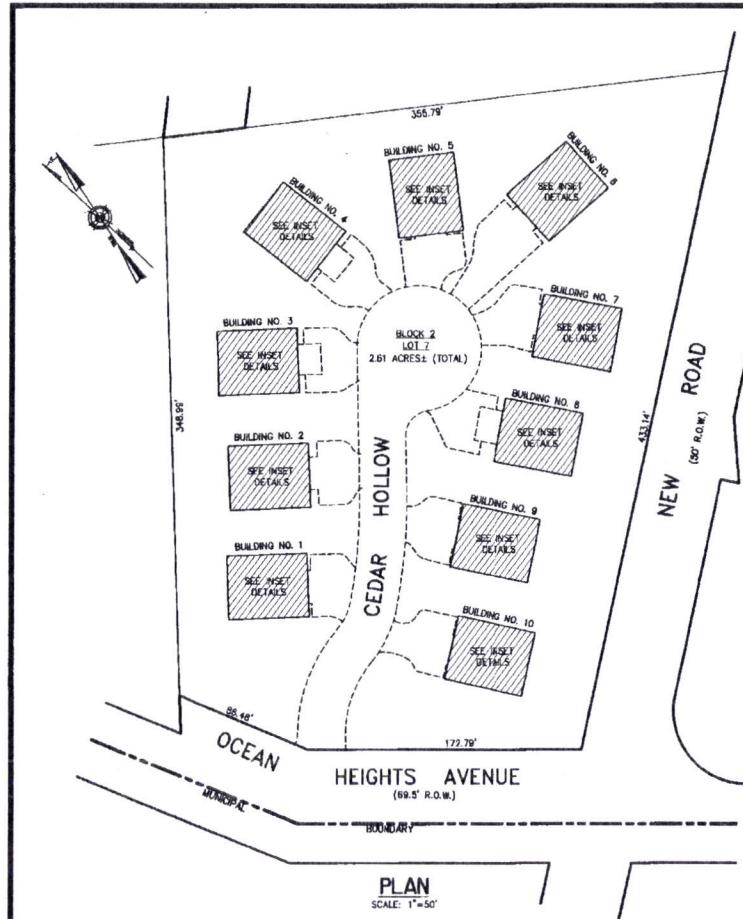 355.79'
BUILDING NO. 5
SEE INSET
DETAILS
BUILDING NO. 6
SEE INSET
DETAILS
BUILDING NO. 4
SEE INSET
DETAILS
BUILDING NO. 7
SEE INSET
DETAILS
BUILDING NO. 3
SEE INSET
DETAILS
BLOCK 2
LOT 7
2.61 ACRES± (TOTAL)
BUILDING NO. 8
SEE INSET
DETAILS
348.99'
433.14'
NEW ROAD
(50' R.O.W.)
BUILDING NO. 2
SEE INSET
DETAILS
CEDAR HOLLOW
BUILDING NO. 9
SEE INSET
DETAILS
BUILDING NO. 1
SEE INSET
DETAILS
BUILDING NO. 10
SEE INSET
DETAILS
86.48'
172.79'
OCEAN HEIGHTS AVENUE
(69.5' R.O.W.)
MUNICIPAL BOUNDARY
PLAN
SCALE: 1"=50'